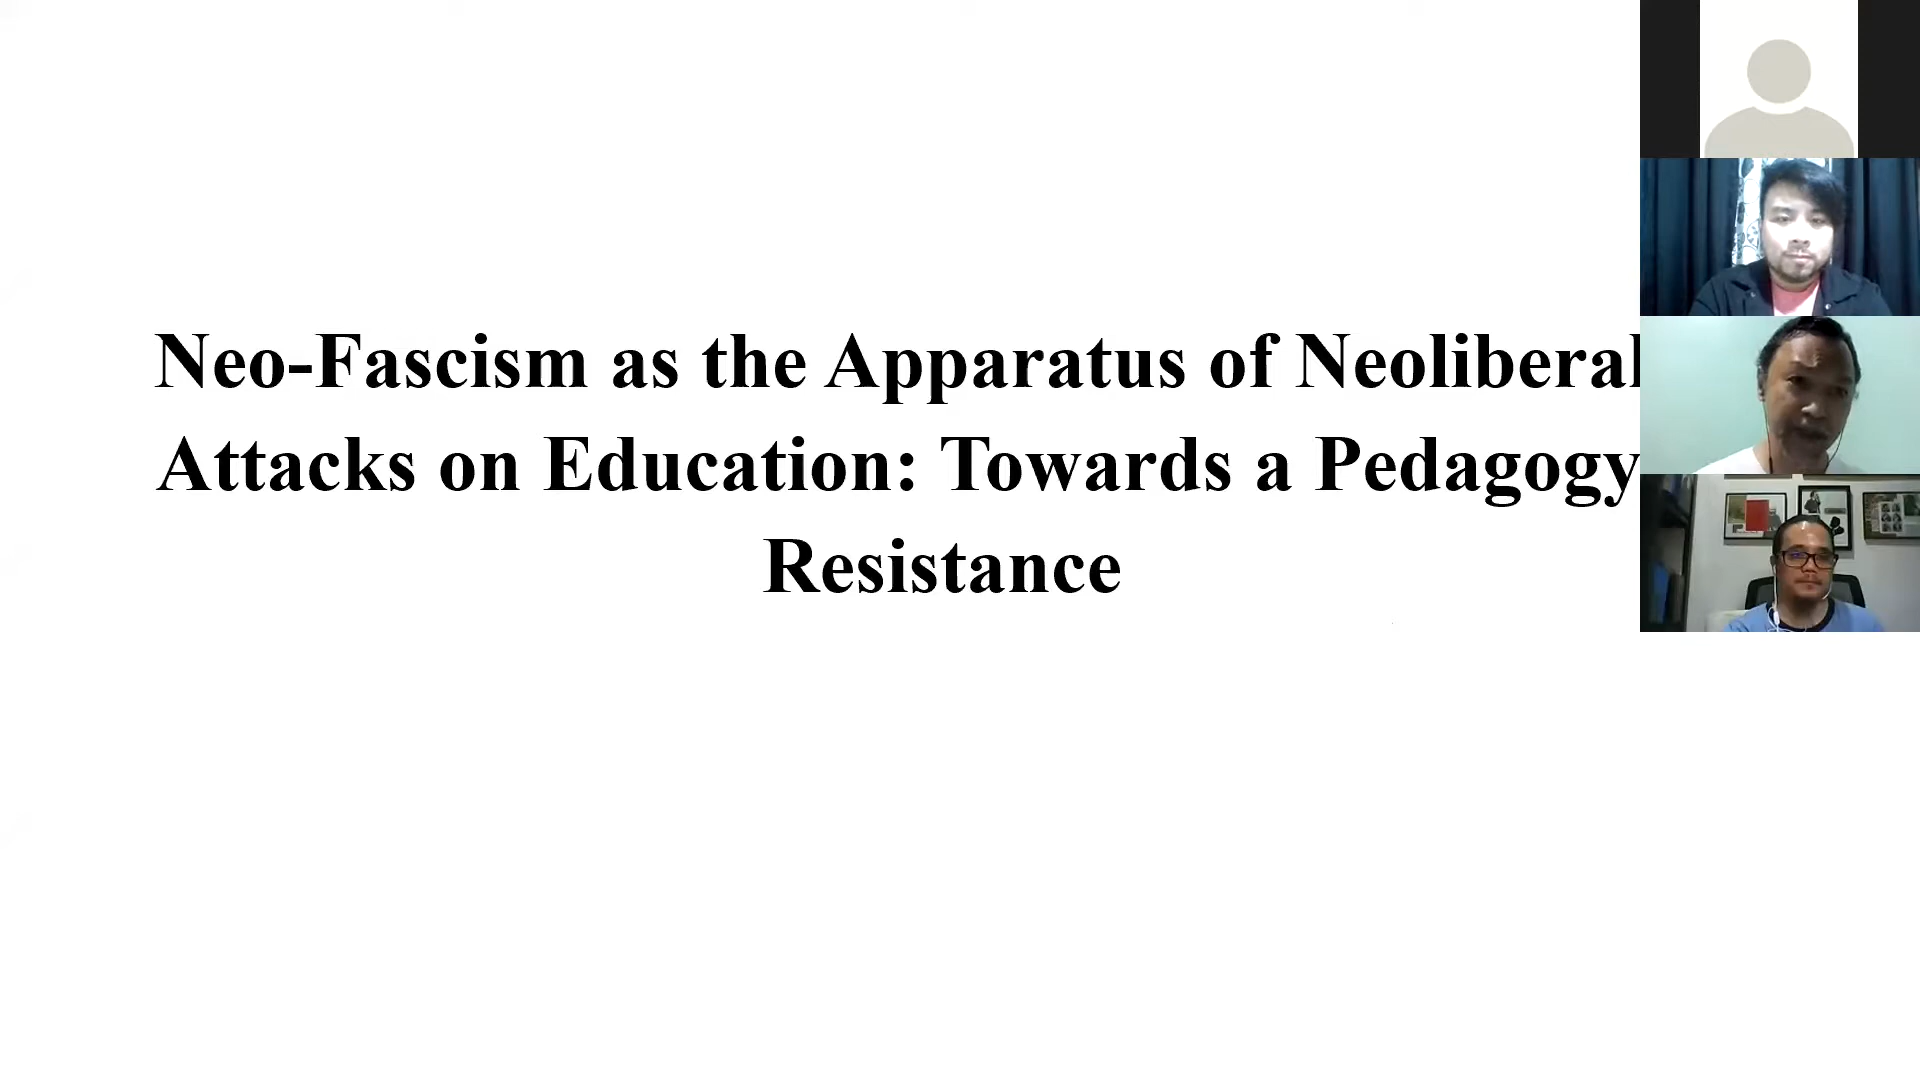 Neo-Fascism as the Apparatus of Neoliberal
Attacks on Education: Towards a Pedagogy
Resistance